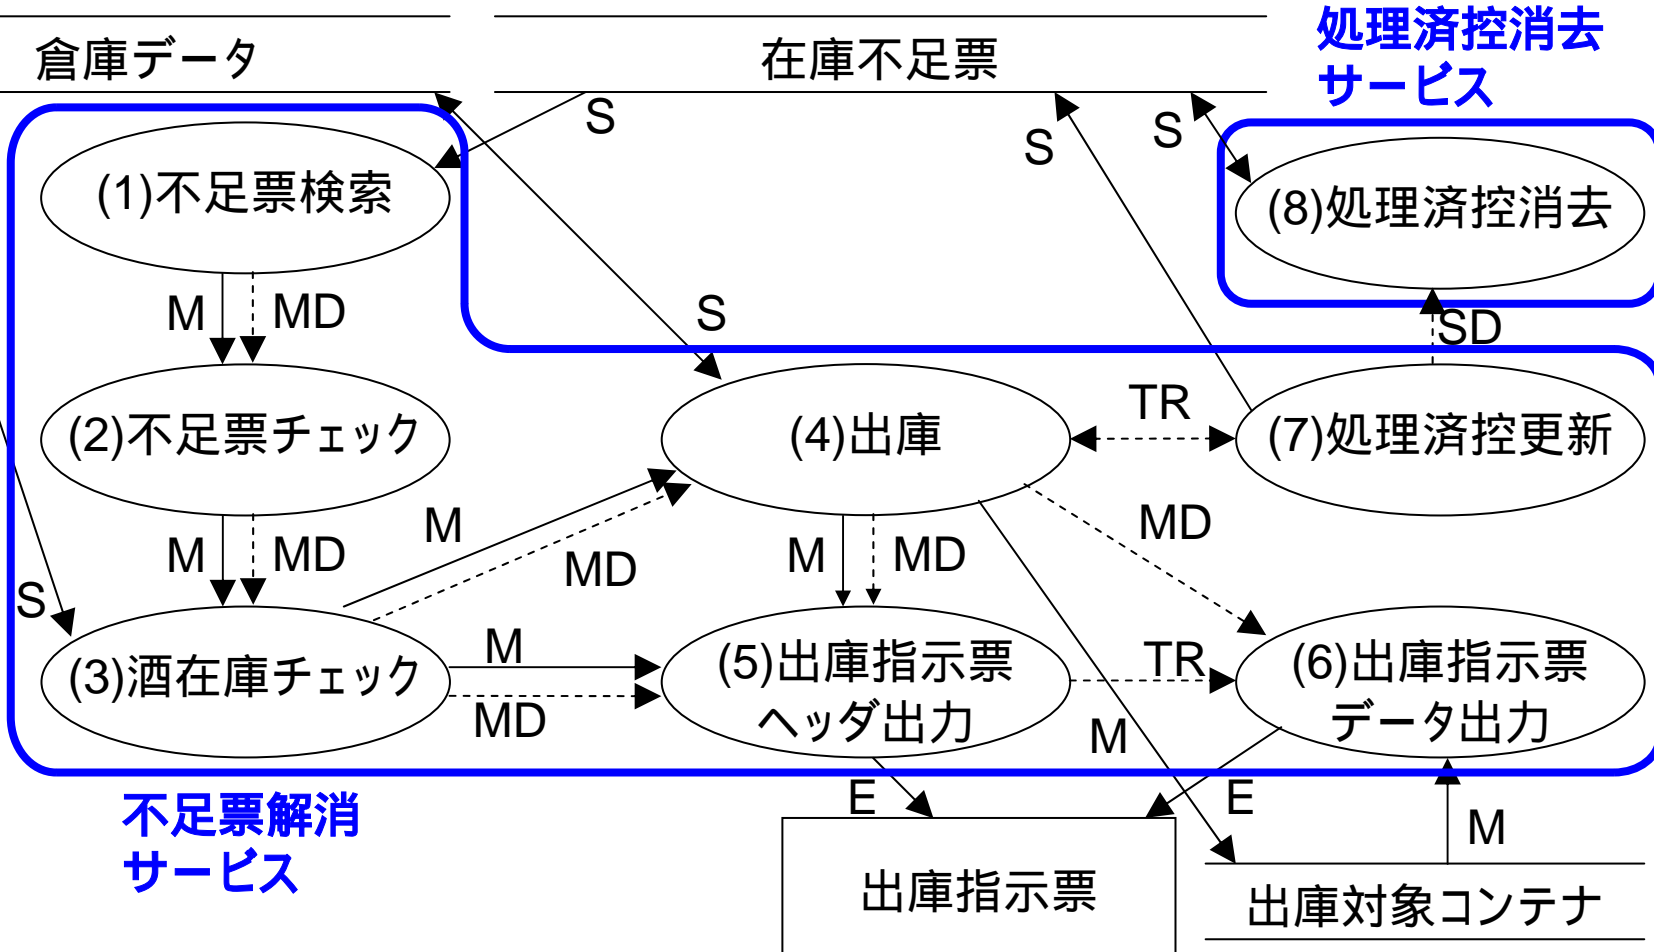 倉庫データ
在庫不足票
処理済控消去
サービス
S
S
S
(1)不足票検索
(8)処理済控消去
M
MD
S
SD
(2)不足票チェック
(4)出庫
TR
(7)処理済控更新
M
MD
M
MD
M
MD
MD
S
(3)酒在庫チェック
M
MD
(5)出庫指示票
ヘッダ出力
TR
(6)出庫指示票
データ出力
M
E
E
M
不足票解消
サービス
出庫指示票
出庫対象コンテナ